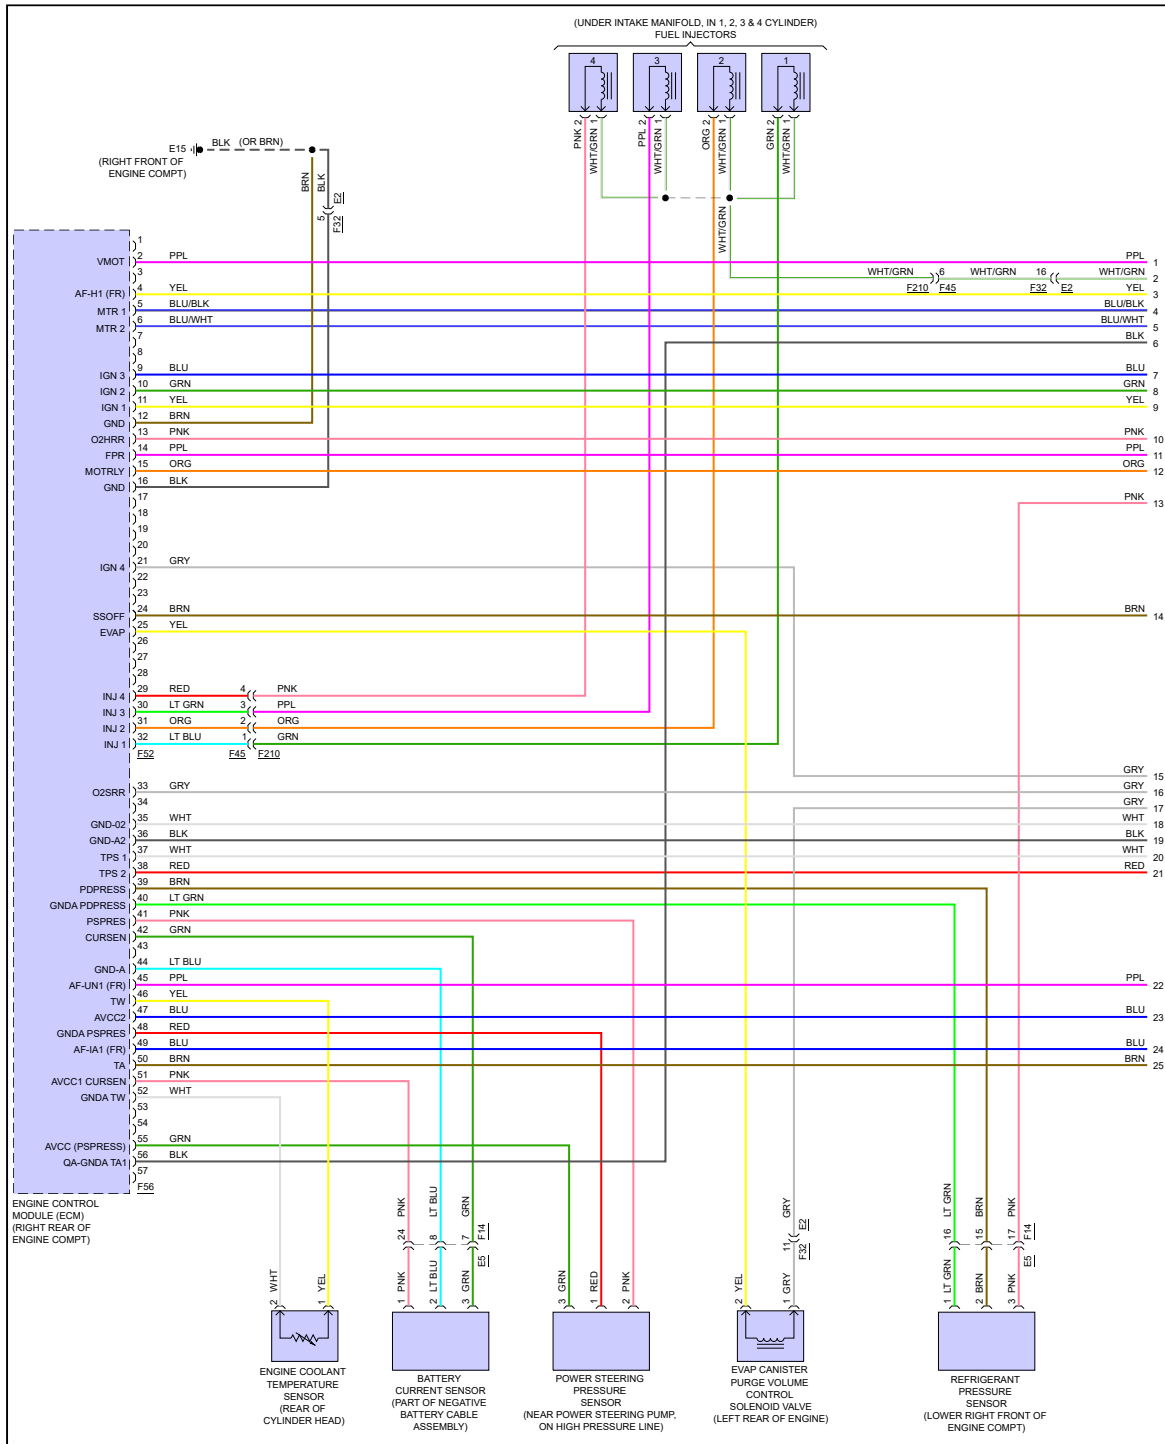 (UNDER INTAKE MANIFOLD, IN 1, 2, 3 & 4 CYLINDER)
FUEL INJECTORS
4 3 2 1
PNK 2 WHT/GRN 1 PPL 2 WHT/GRN 1 ORG 2 WHT/GRN 1 GRN 2 WHT/GRN 1
E15 BLK (OR BRN)
(RIGHT FRONT OF
ENGINE COMPT)
BRN BLK
5 E2
F32
WHT/GRN
1
VMOT 2 PPL PPL 1
3 WHT/GRN 6 WHT/GRN 16 WHT/GRN 2
F210 F45 F32 E2
AF-H1 (FR) 4 YEL YEL 3
MTR 1 5 BLU/BLK BLU/BLK 4
MTR 2 6 BLU/WHT BLU/WHT 5
7 BLK 6
8
IGN 3 9 BLU BLU 7
IGN 2 10 GRN GRN 8
IGN 1 11 YEL YEL 9
GND 12 BRN
O2HRR 13 PNK PNK 10
FPR 14 PPL PPL 11
MOTRLY 15 ORG ORG 12
GND 16 BLK
17 PNK 13
18
19
20
IGN 4 21 GRY
22
23
SSOFF 24 BRN BRN 14
EVAP 25 YEL
26
27
28
INJ 4 29 RED 4 PNK
INJ 3 30 LT GRN 3 PPL
INJ 2 31 ORG 2 ORG
INJ 1 32 LT BLU 1 GRN
F52 F45 F210
GRY 15
O2SRR 33 GRY GRY 16
34 GRY 17
GND-02 35 WHT WHT 18
GND-A2 36 BLK BLK 19
TPS 1 37 WHT WHT 20
TPS 2 38 RED RED 21
PDPRESS 39 BRN
GNDA PDPRESS 40 LT GRN
PSPRES 41 PNK
CURSEN 42 GRN
43
GND-A 44 LT BLU
AF-UN1 (FR) 45 PPL PPL 22
TW 46 YEL
AVCC2 47 BLU BLU 23
GNDA PSPRES 48 RED
AF-IA1 (FR) 49 BLU BLU 24
TA 50 BRN BRN 25
AVCC1 CURSEN 51 PNK
GNDA TW 52 WHT
53
54
AVCC (PSPRESS) 55 GRN
QA-GNDA TA1 56 BLK
57
F56
ENGINE CONTROL
MODULE (ECM)
(RIGHT REAR OF
ENGINE COMPT)
24 PNK 8 LT BLU 7 GRN F14
E5
11 GRY E2
F32
16 LT GRN 15 BRN 17 PNK F14
E5
2 WHT 1 YEL
1 PNK 2 LT BLU 3 GRN
3 GRN 1 RED 2 PNK
2 YEL 1 GRY
1 LT GRN 2 BRN 3 PNK
ENGINE COOLANT
TEMPERATURE
SENSOR
(REAR OF
CYLINDER HEAD)
BATTERY
CURRENT SENSOR
(PART OF NEGATIVE
BATTERY CABLE
ASSEMBLY)
POWER STEERING
PRESSURE
SENSOR
(NEAR POWER STEERING PUMP,
ON HIGH PRESSURE LINE)
EVAP CANISTER
PURGE VOLUME
CONTROL
SOLENOID VALVE
(LEFT REAR OF ENGINE)
REFRIGERANT
PRESSURE
SENSOR
(LOWER RIGHT FRONT OF
ENGINE COMPT)